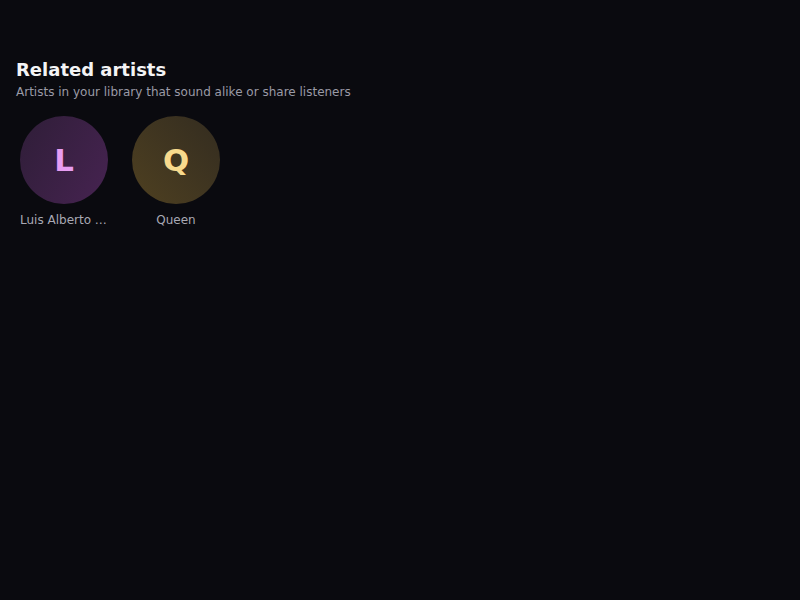 Related artists
Artists in your library that sound alike or share listeners
L
Q
Luis Alberto ...
Queen